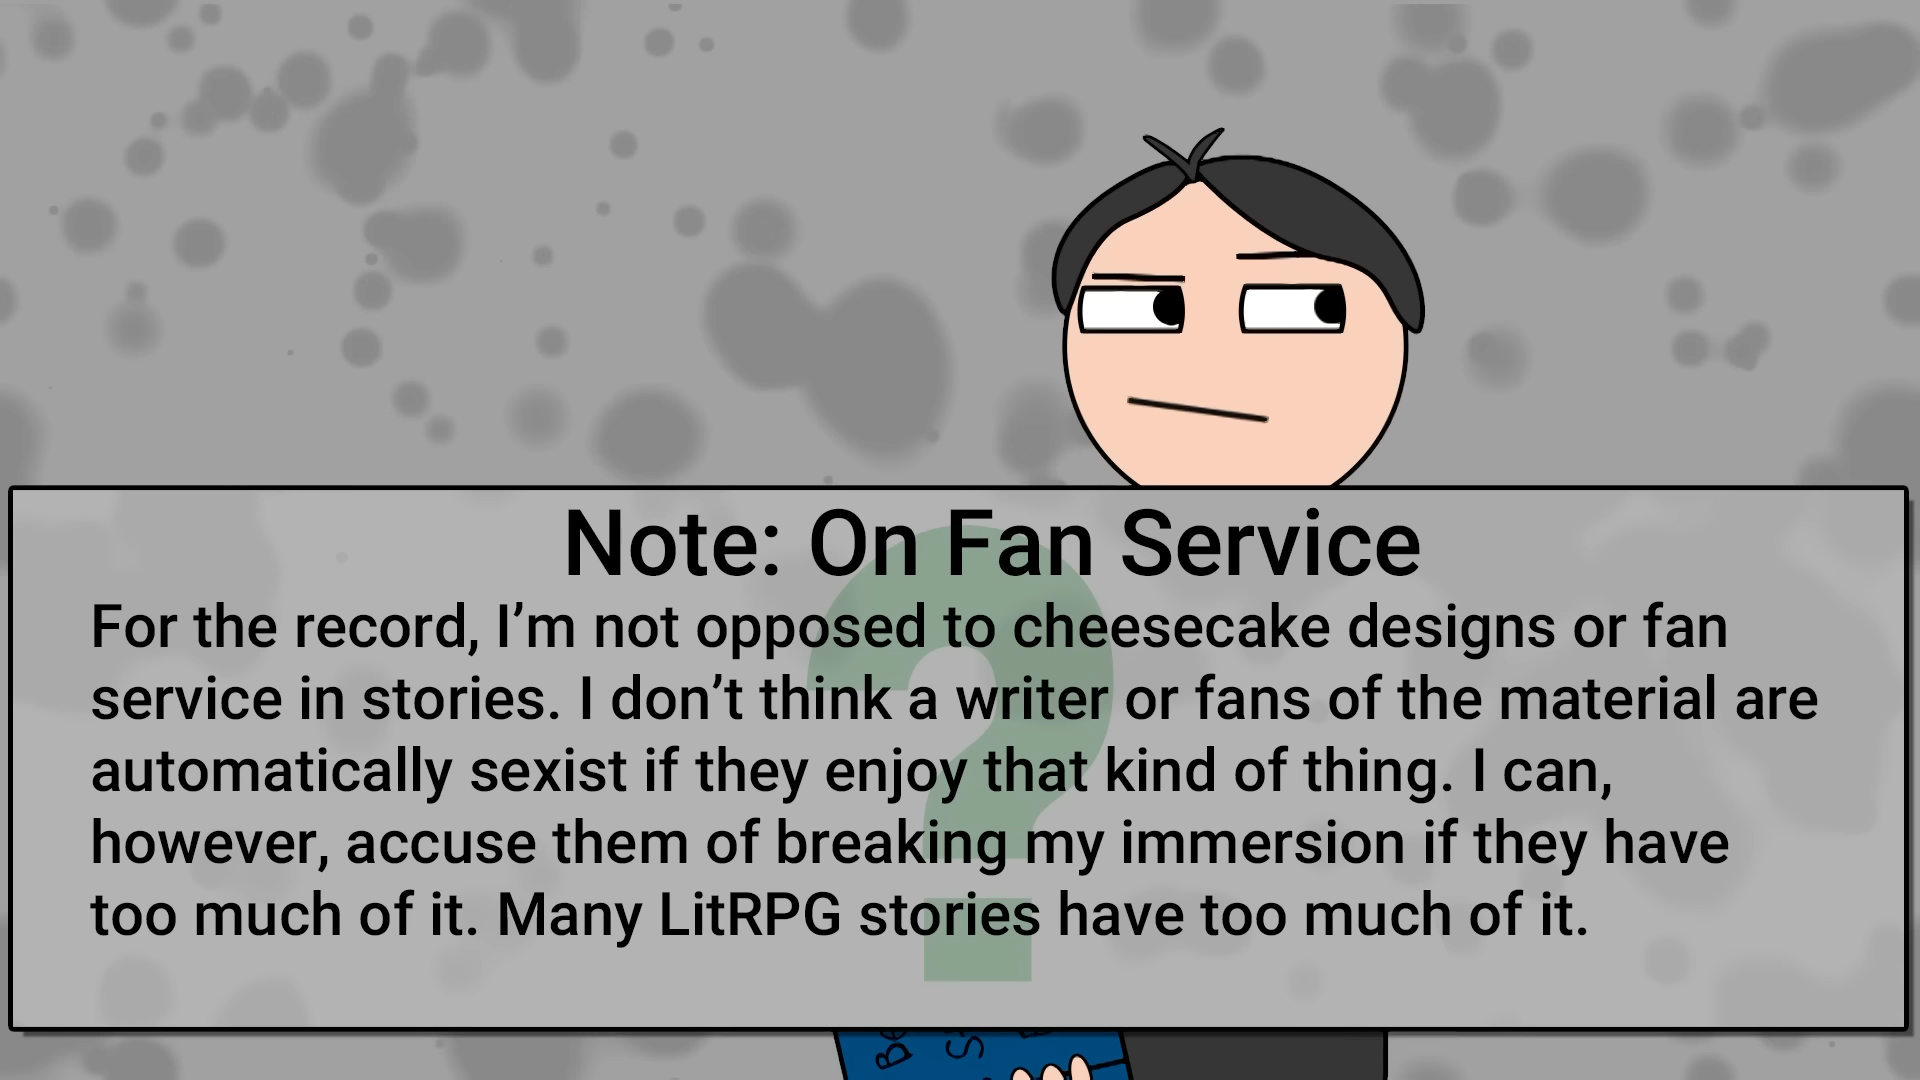 Note: On Fan Service
For the record, I’m not opposed to cheesecake designs or fan
service in stories. I don’t think a writer or fans of the material are
automatically sexist if they enjoy that kind of thing. I can,
however, accuse them of breaking my immersion if they have
too much of it. Many LitRPG stories have too much of it.